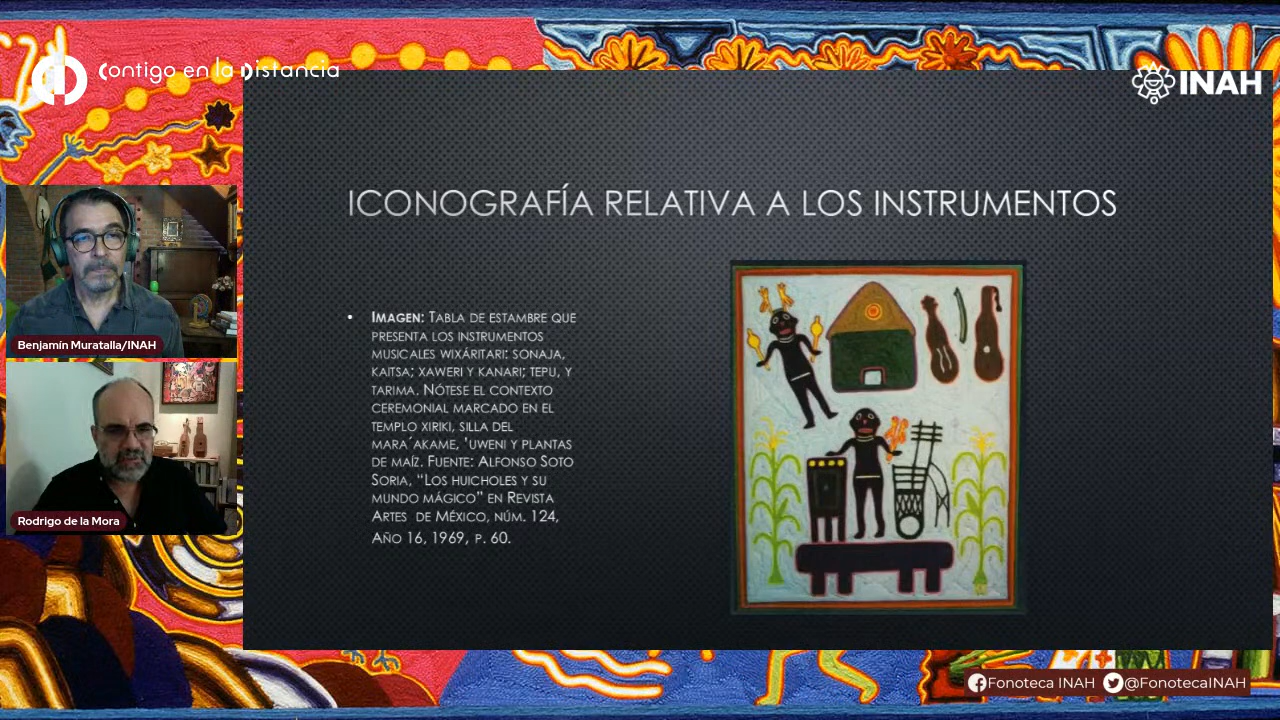 Contigo en la Distancia
INAH
ICONOGRAFÍA RELATIVA A LOS INSTRUMENTOS
• IMAGEN: TABLA DE ESTAMBRE QUE
PRESENTA LOS INSTRUMENTOS
MUSICALES WIXÁRITARI: SONAJA,
KAITSA; XAWERI Y KANARI; TEPU, Y
TARIMA. NÓTESE EL CONTEXTO
CEREMONIAL MARCADO EN EL
TEMPLO XIRIKI, SILLA DEL
MARA´AKAME, 'UWENI Y PLANTAS
DE MAÍZ. FUENTE: ALFONSO SOTO
SORIA, “LOS HUICHOLES Y SU
MUNDO MÁGICO” EN REVISTA
ARTES DE MÉXICO, NÚM. 124,
AÑO 16, 1969, P. 60.
Benjamín Muratalla/INAH
Rodrigo de la Mora
Fonoteca INAH @FonotecaINAH